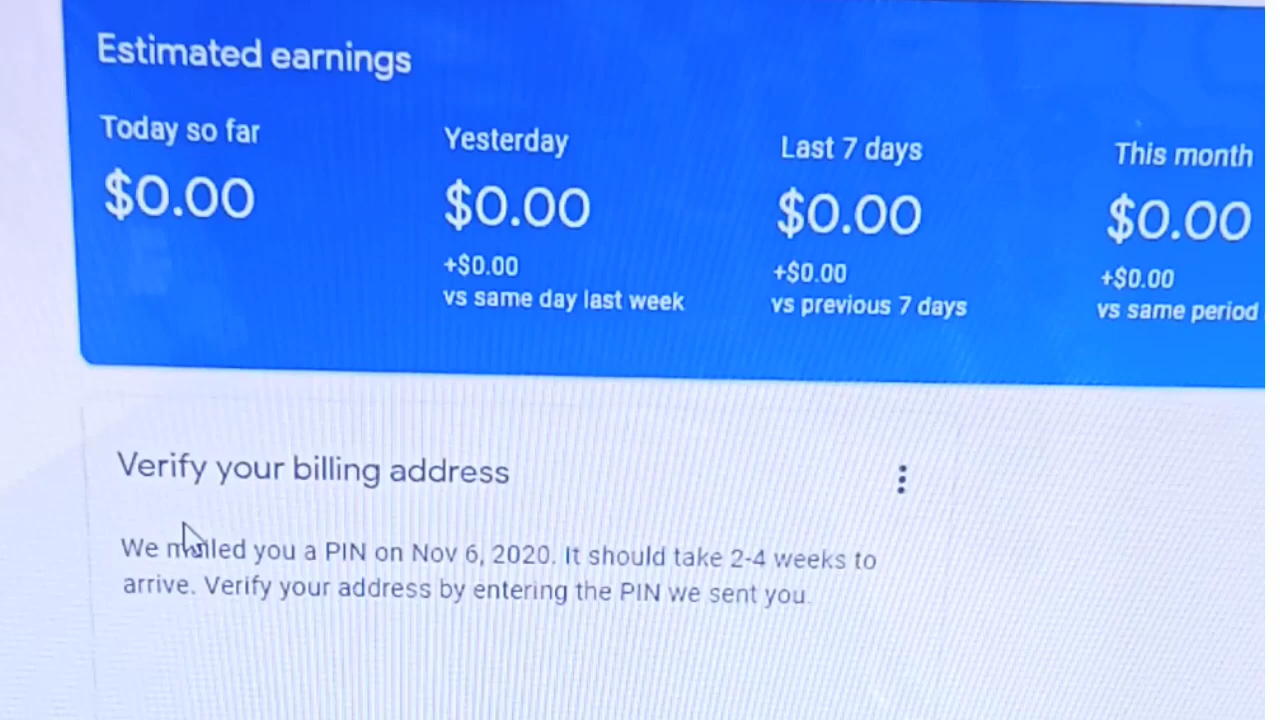 Estimated earnings
Today so far
Yesterday
Last 7 days
This month
$0.00
$0.00
$0.00
$0.00
+$0.00
+$0.00
+$0.00
vs same day last week
vs previous 7 days
vs same period
Verify your billing address
We mailed you a PIN on Nov 6, 2020. It should take 2-4 weeks to
arrive. Verify your address by entering the PIN we sent you.